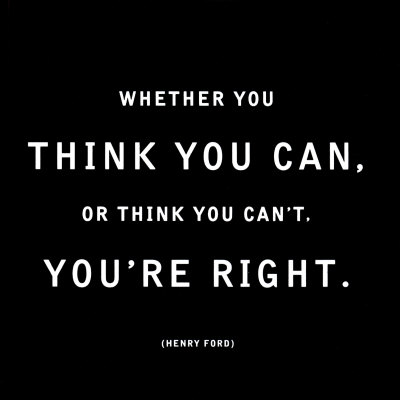 WHETHER YOU
THINK YOU CAN,
OR THINK YOU CAN'T,
YOU'RE RIGHT.
(HENRY FORD)